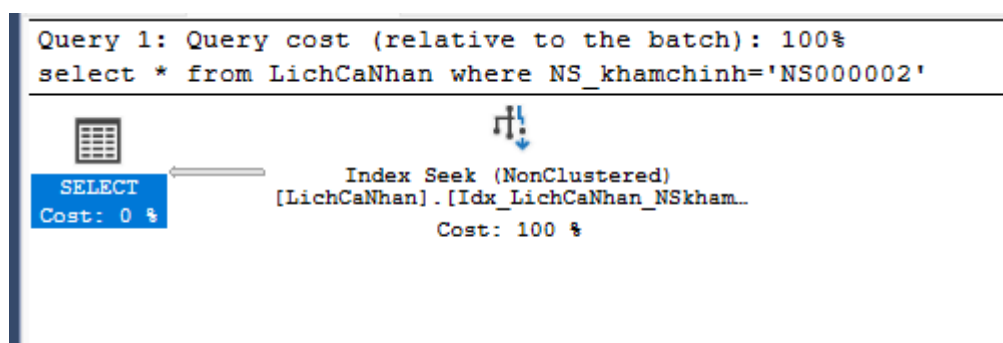 Query 1: Query cost (relative to the batch): 100%
select * from LichCaNhan where NS_khamchinh='NS000002'
SELECT
Cost: 0 %
Index Seek (NonClustered)
[LichCaNhan].[Idx_LichCaNhan_NSkham…
Cost: 100 %